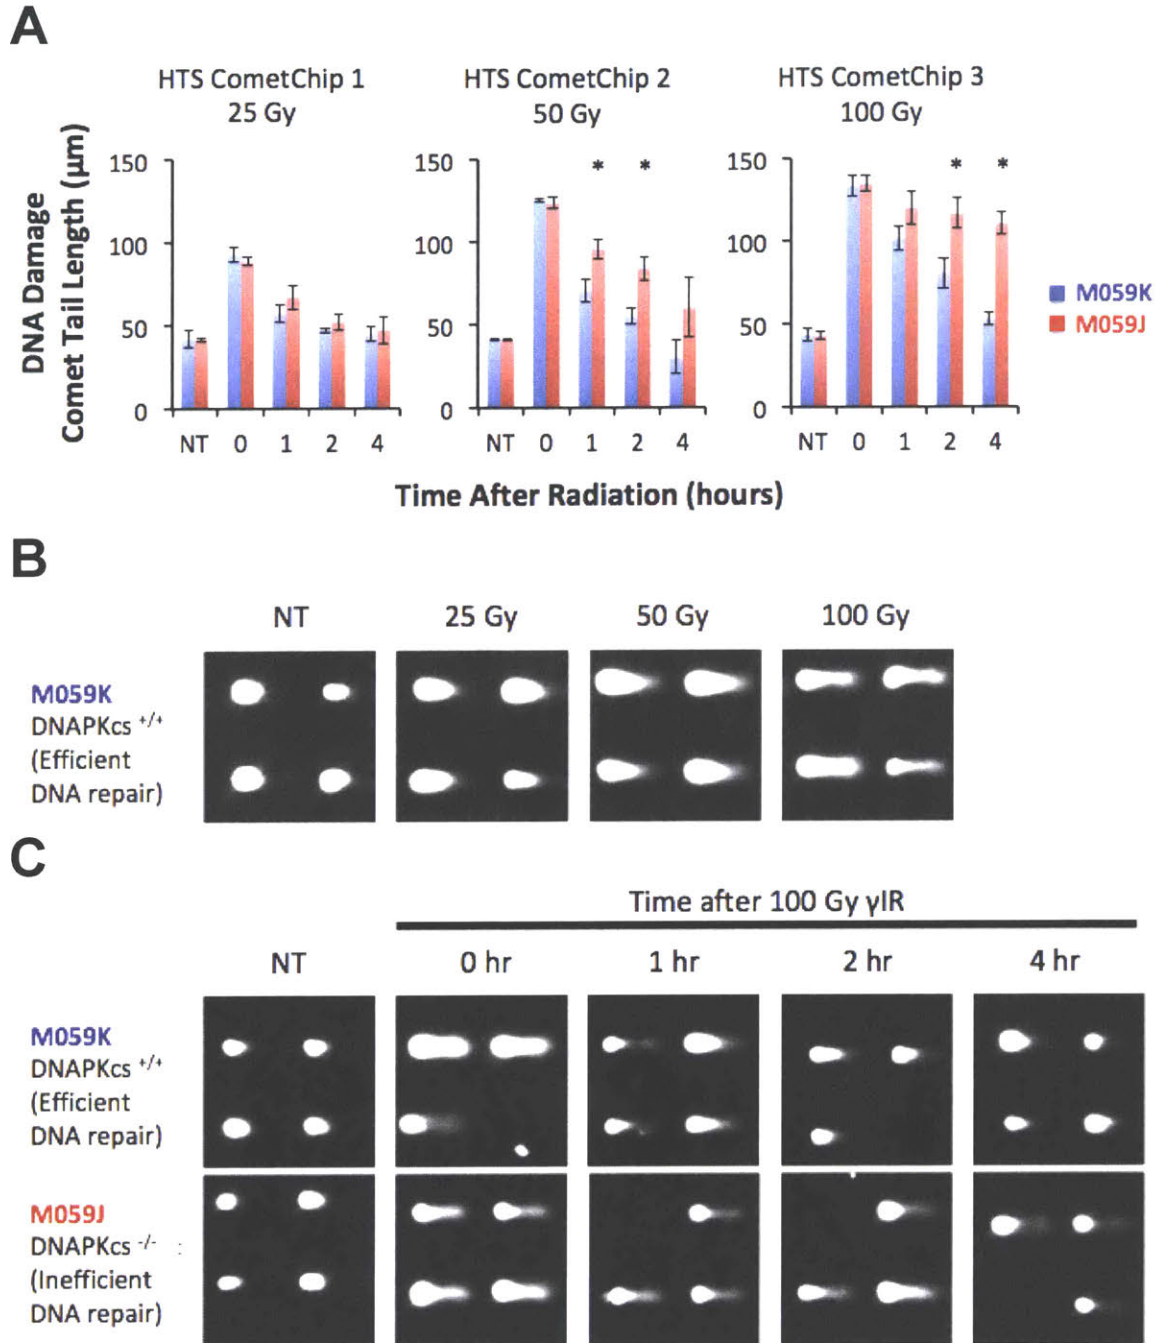 A
HTS CometChip 1
25 Gy
HTS CometChip 2
50 Gy
HTS CometChip 3
100 Gy
DNA Damage
Comet Tail Length (μm)
150
100
50
0
NT 0 1 2 4
150
100
50
0
* *
NT 0 1 2 4
150
100
50
0
* *
NT 0 1 2 4
M059K
M059J
Time After Radiation (hours)
B
NT 25 Gy 50 Gy 100 Gy
M059K
DNAPKcs +/+
(Efficient
DNA repair)
C
Time after 100 Gy γIR
NT 0 hr 1 hr 2 hr 4 hr
M059K
DNAPKcs +/+
(Efficient
DNA repair)
M059J
DNAPKcs -/-
(Inefficient
DNA repair)